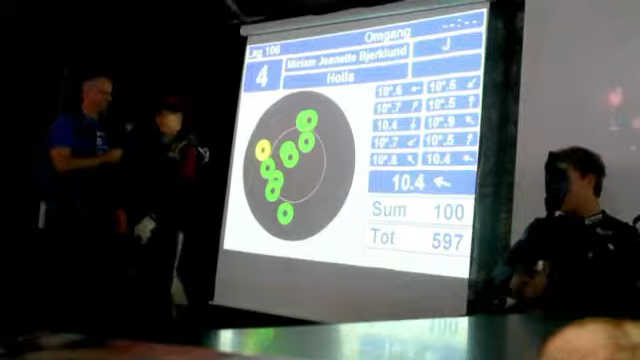 Lag 106 Omgang --:--
4 Miriam Jeanette Bjerklund J
Holla
10*.6 10*.6
10*.7 10*.5
10.4 10*.9
10*.7 10*.5
10*.8 10.4
10.4
Sum 100
Tot 597